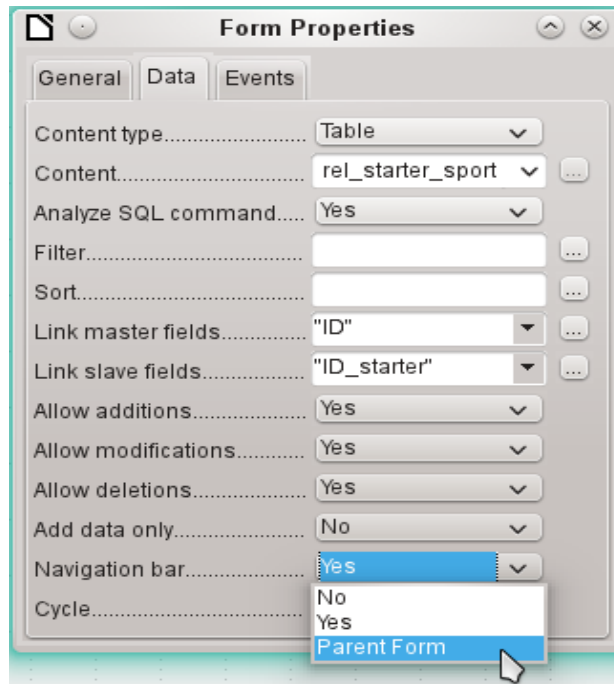 Form Properties
General Data Events
Content type........................ Table
Content............................... rel_starter_sport ...
Analyze SQL command..... Yes
Filter.................................... ...
Sort..................................... ...
Link master fields............... "ID" ...
Link slave fields................. "ID_starter" ...
Allow additions................... Yes
Allow modifications............ Yes
Allow deletions................... Yes
Add data only..................... No
Navigation bar.................... Yes
Cycle...................................
No
Yes
Parent Form